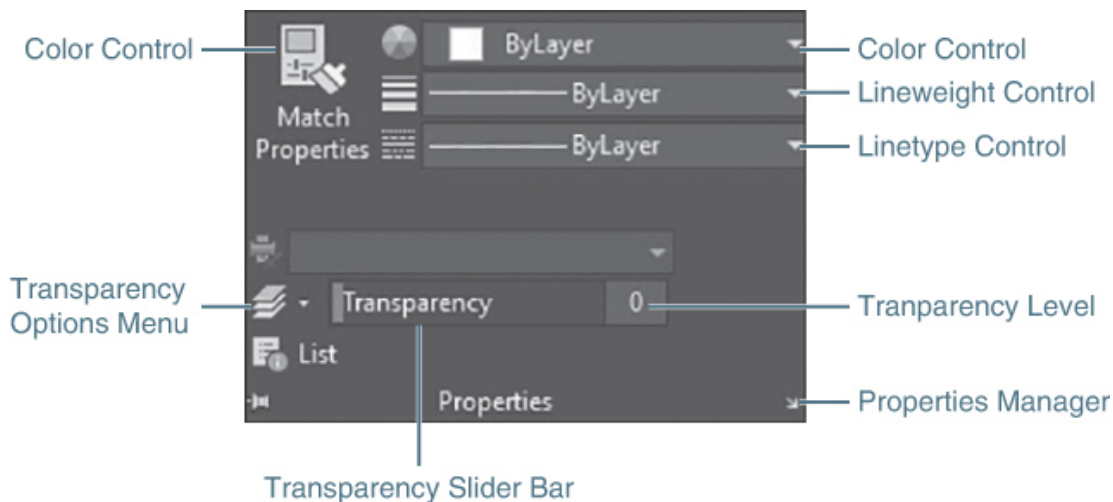 Color Control
ByLayer
Color Control
ByLayer
Lineweight Control
Match
Properties
ByLayer
Linetype Control
Transparency
Options Menu
Transparency
0
Tranparency Level
List
Properties
Properties Manager
Transparency Slider Bar